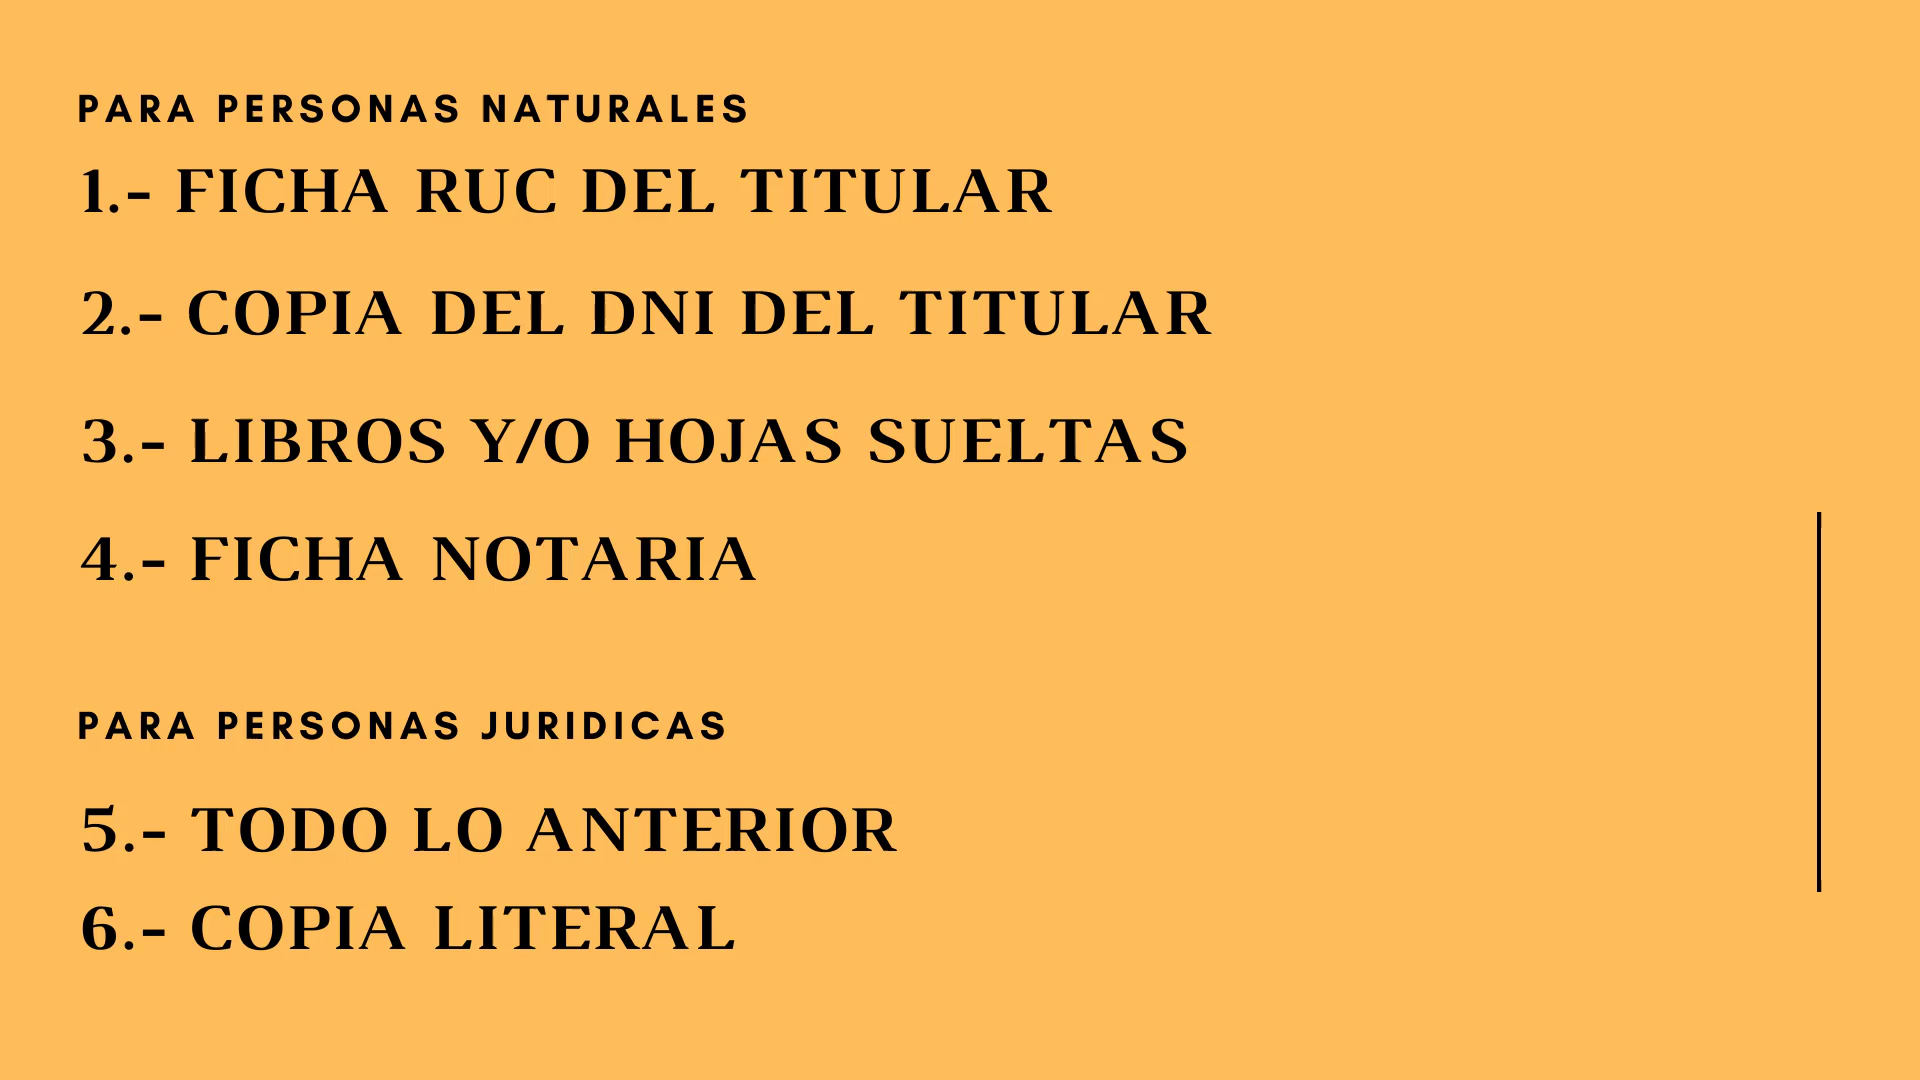 PARA PERSONAS NATURALES
1.- FICHA RUC DEL TITULAR
2.- COPIA DEL DNI DEL TITULAR
3.- LIBROS Y/O HOJAS SUELTAS
4.- FICHA NOTARIA
PARA PERSONAS JURIDICAS
5.- TODO LO ANTERIOR
6.- COPIA LITERAL